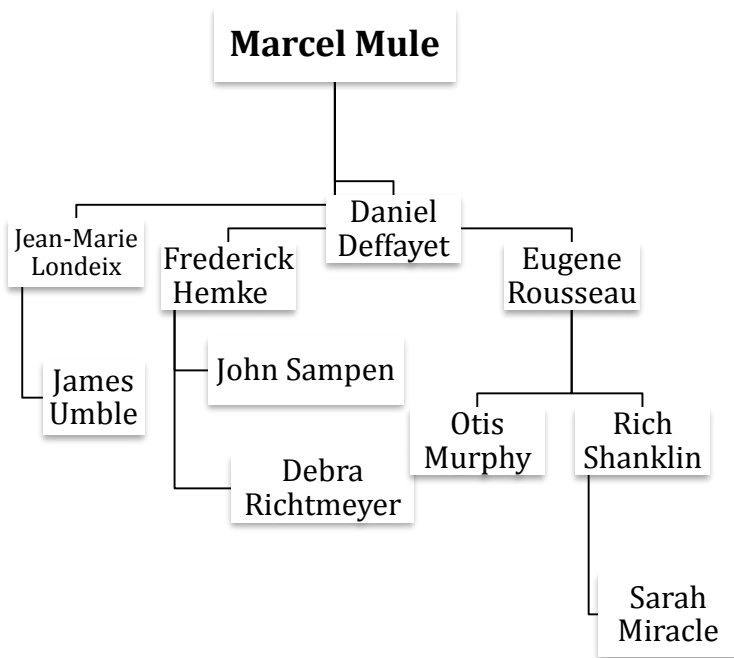 Marcel Mule
Daniel
Deffayet
Jean-Marie
Londeix
Frederick
Hemke
Eugene
Rousseau
James
Umble
John Sampen
Otis
Murphy
Rich
Shanklin
Debra
Richtmeyer
Sarah
Miracle